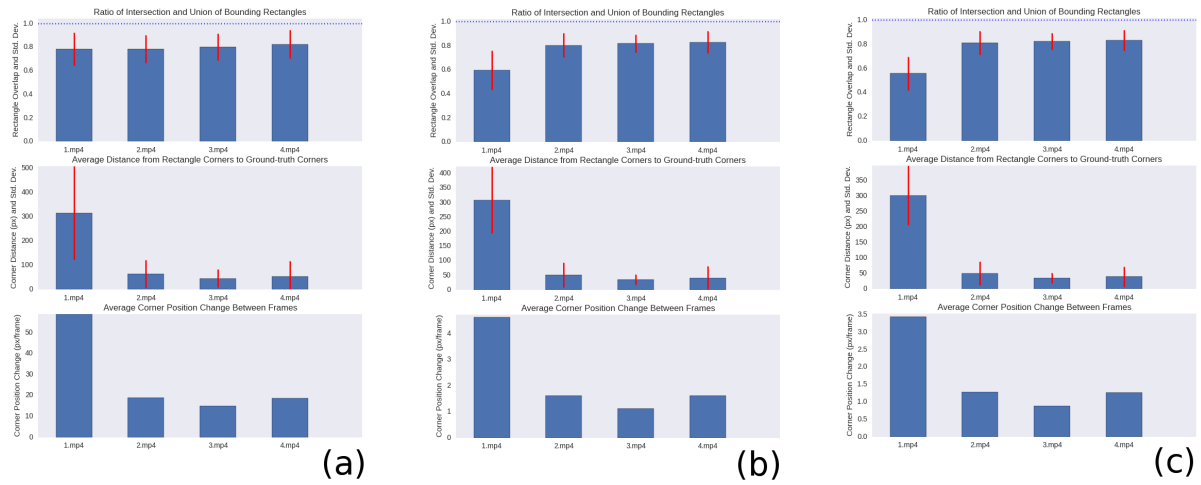 Ratio of Intersection and Union of Bounding Rectangles
Rectangle Overlap and Std. Dev.
1.0
0.8
0.6
0.4
0.2
0.0
1.mp4 2.mp4 3.mp4 4.mp4
Average Distance from Rectangle Corners to Ground-truth Corners
Corner Distance (px) and Std. Dev.
500
400
300
200
100
0
1.mp4 2.mp4 3.mp4 4.mp4
Average Corner Position Change Between Frames
Corner Position Change (px/frame)
50
40
30
20
10
0
1.mp4 2.mp4 3.mp4 4.mp4
(a)
Ratio of Intersection and Union of Bounding Rectangles
Rectangle Overlap and Std. Dev.
1.0
0.8
0.6
0.4
0.2
0.0
1.mp4 2.mp4 3.mp4 4.mp4
Average Distance from Rectangle Corners to Ground-truth Corners
Corner Distance (px) and Std. Dev.
400
350
300
250
200
150
100
50
0
1.mp4 2.mp4 3.mp4 4.mp4
Average Corner Position Change Between Frames
Corner Position Change (px/frame)
4
3
2
1
0
1.mp4 2.mp4 3.mp4 4.mp4
(b)
Ratio of Intersection and Union of Bounding Rectangles
Rectangle Overlap and Std. Dev.
1.0
0.8
0.6
0.4
0.2
0.0
1.mp4 2.mp4 3.mp4 4.mp4
Average Distance from Rectangle Corners to Ground-truth Corners
Corner Distance (px) and Std. Dev.
350
300
250
200
150
100
50
0
1.mp4 2.mp4 3.mp4 4.mp4
Average Corner Position Change Between Frames
Corner Position Change (px/frame)
3.5
3.0
2.5
2.0
1.5
1.0
0.5
0.0
1.mp4 2.mp4 3.mp4 4.mp4
(c)